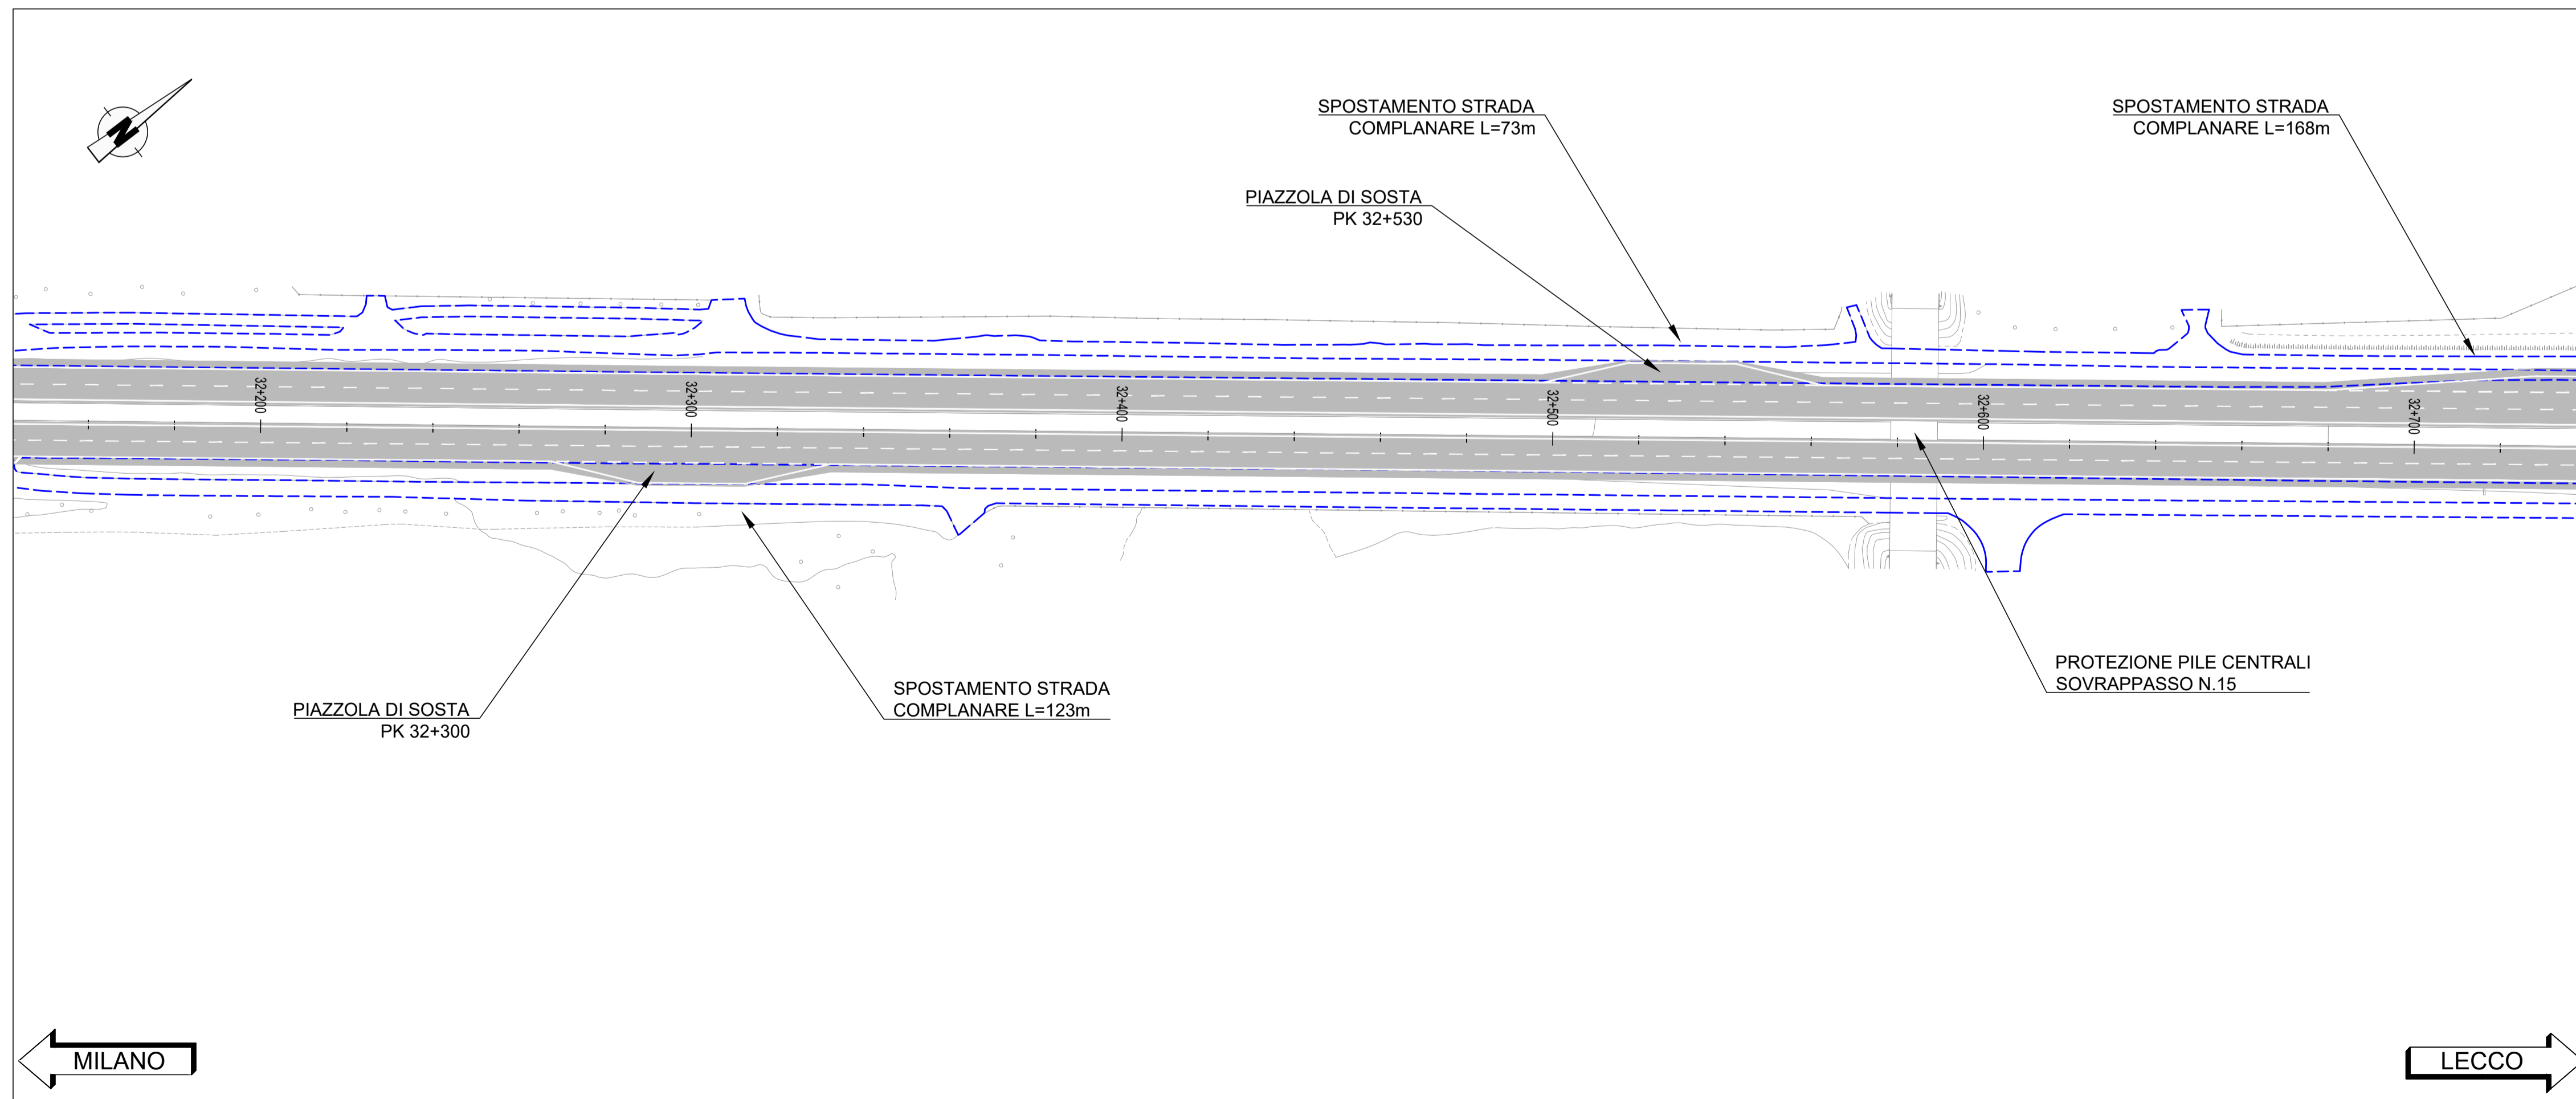 N
SPOSTAMENTO STRADA
COMPLANARE L=73m
SPOSTAMENTO STRADA
COMPLANARE L=168m
PIAZZOLA DI SOSTA
PK 32+530
32+200
32+300
32+400
32+500
32+600
32+700
PROTEZIONE PILE CENTRALI
SOVRAPPASSO N.15
SPOSTAMENTO STRADA
COMPLANARE L=123m
PIAZZOLA DI SOSTA
PK 32+300
MILANO
LECCO